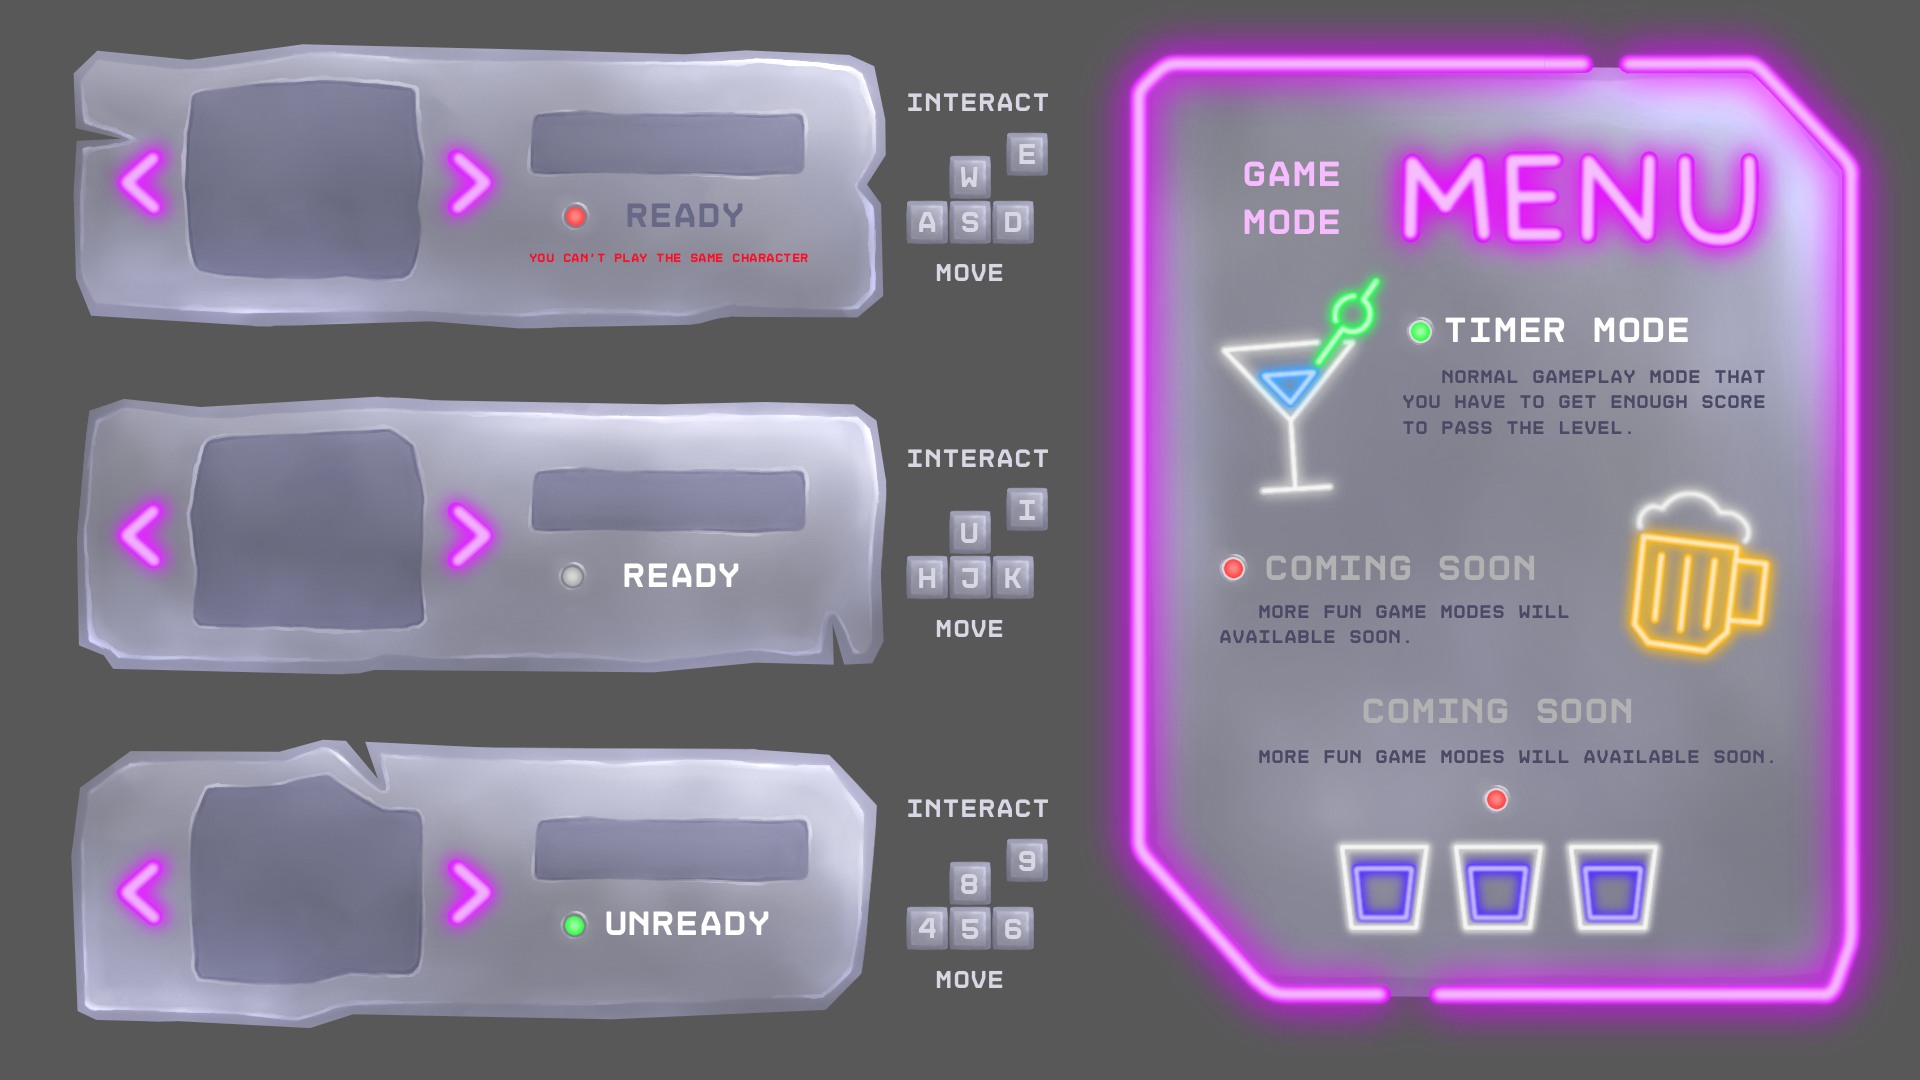 INTERACT
E
W
A S D
MOVE
READY
YOU CAN'T PLAY THE SAME CHARACTER
INTERACT
I
U
H J K
MOVE
READY
INTERACT
9
8
4 5 6
MOVE
UNREADY
GAME
MODE
MENU
TIMER MODE
NORMAL GAMEPLAY MODE THAT
YOU HAVE TO GET ENOUGH SCORE
TO PASS THE LEVEL.
COMING SOON
MORE FUN GAME MODES WILL
AVAILABLE SOON.
COMING SOON
MORE FUN GAME MODES WILL AVAILABLE SOON.